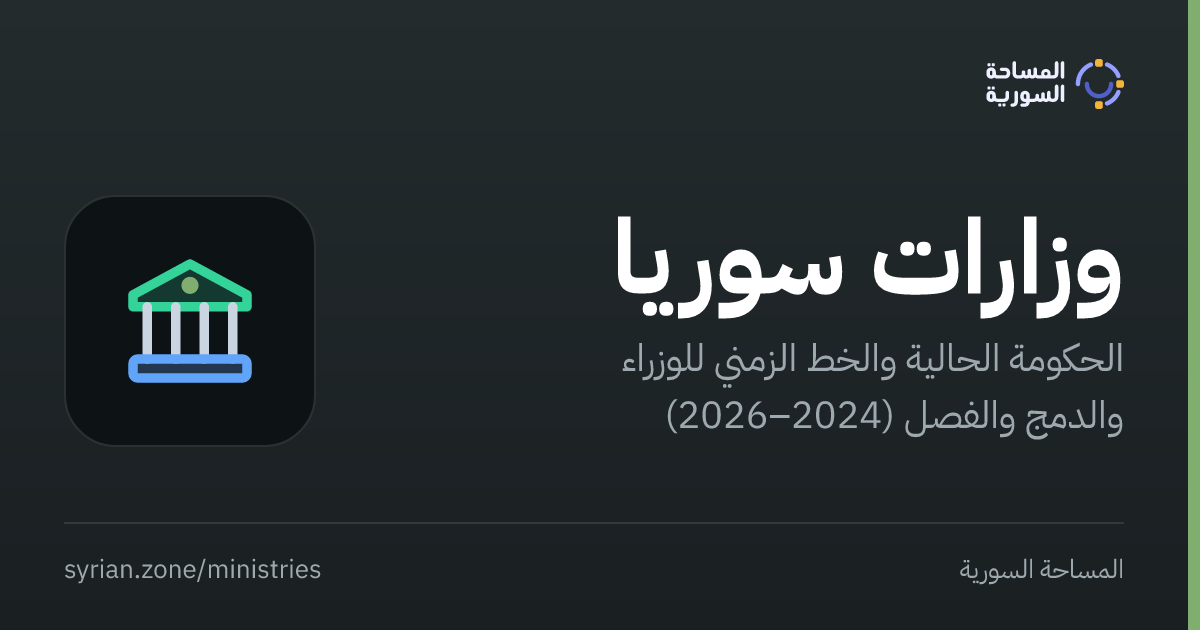 المساحة
السورية
وزارات سوريا
الحكومة الحالية والخط الزمني للوزراء
والدمج والفصل (2024–2026)
المساحة السورية
syrian.zone/ministries